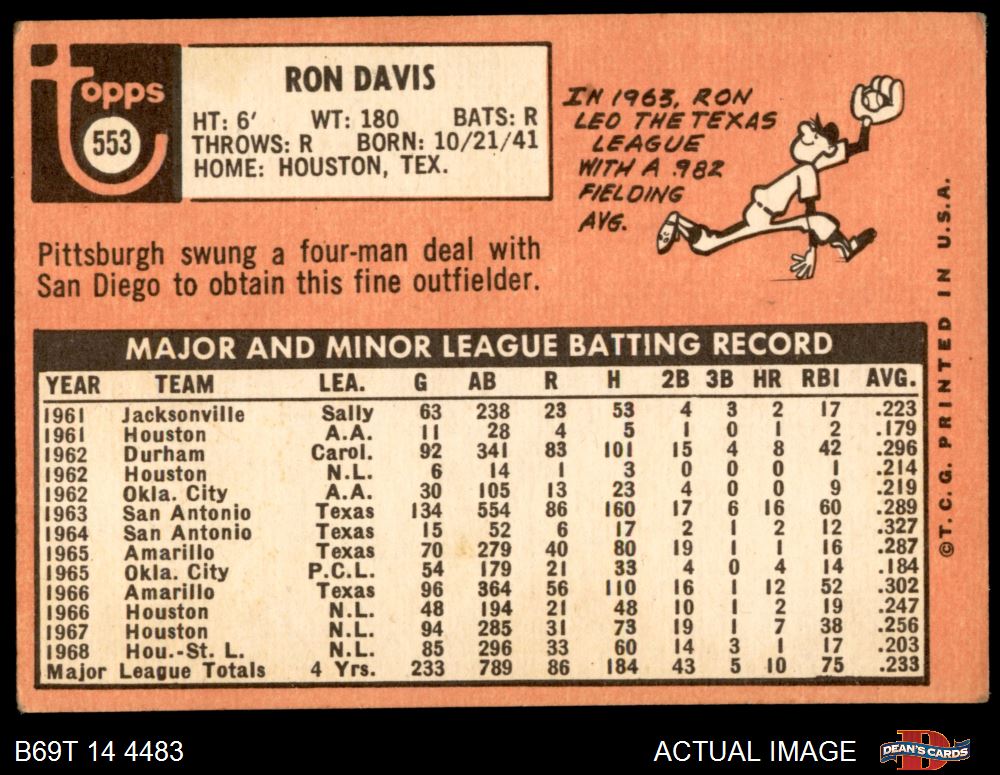 Topps
553
RON DAVIS
HT: 6' WT: 180 BATS: R
THROWS: R BORN: 10/21/41
HOME: HOUSTON, TEX.
IN 1963, RON
LED THE TEXAS
LEAGUE
WITH A .982
FIELDING
AVG.
Pittsburgh swung a four-man deal with
San Diego to obtain this fine outfielder.
MAJOR AND MINOR LEAGUE BATTING RECORD
YEAR TEAM LEA. G AB R H 2B 3B HR RBI AVG.
1961 Jacksonville Sally 63 238 23 53 4 3 2 17 .223
1961 Houston A.A. 11 28 4 5 1 0 1 2 .179
1962 Durham Carol. 92 341 83 101 15 4 8 42 .296
1962 Houston N.L. 6 14 1 3 0 0 0 1 .214
1962 Okla. City A.A. 30 105 13 23 4 0 0 9 .219
1963 San Antonio Texas 134 554 86 160 17 6 16 60 .289
1964 San Antonio Texas 15 52 6 17 2 1 2 12 .327
1965 Amarillo Texas 70 279 40 80 19 1 1 16 .287
1965 Okla. City P.C.L. 54 179 21 33 4 0 4 14 .184
1966 Amarillo Texas 96 364 56 110 16 1 12 52 .302
1966 Houston N.L. 48 194 21 48 10 1 2 19 .247
1967 Houston N.L. 94 285 31 73 19 1 7 38 .256
1968 Hou.-St. L. N.L. 85 296 33 60 14 3 1 17 .203
Major League Totals 4 Yrs. 233 789 86 184 43 5 10 75 .233
©T.C.G. PRINTED IN U.S.A.
B69T 14 4483
ACTUAL IMAGE
D
DEAN'S CARDS